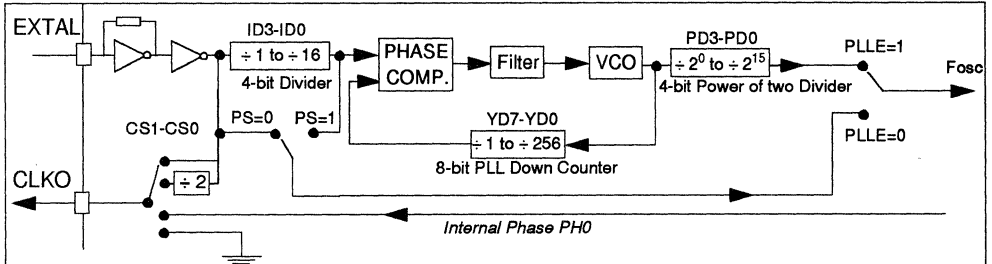 EXTAL
ID3-ID0
÷ 1 to ÷ 16
4-bit Divider
PHASE
COMP.
Filter
VCO
PD3-PD0
÷ 2⁰ to ÷ 2¹⁵
4-bit Power of two Divider
PLLE=1
Fosc
CS1-CS0
PS=0
PS=1
YD7-YD0
÷ 1 to ÷ 256
8-bit PLL Down Counter
PLLE=0
CLKO
÷ 2
Internal Phase PH0